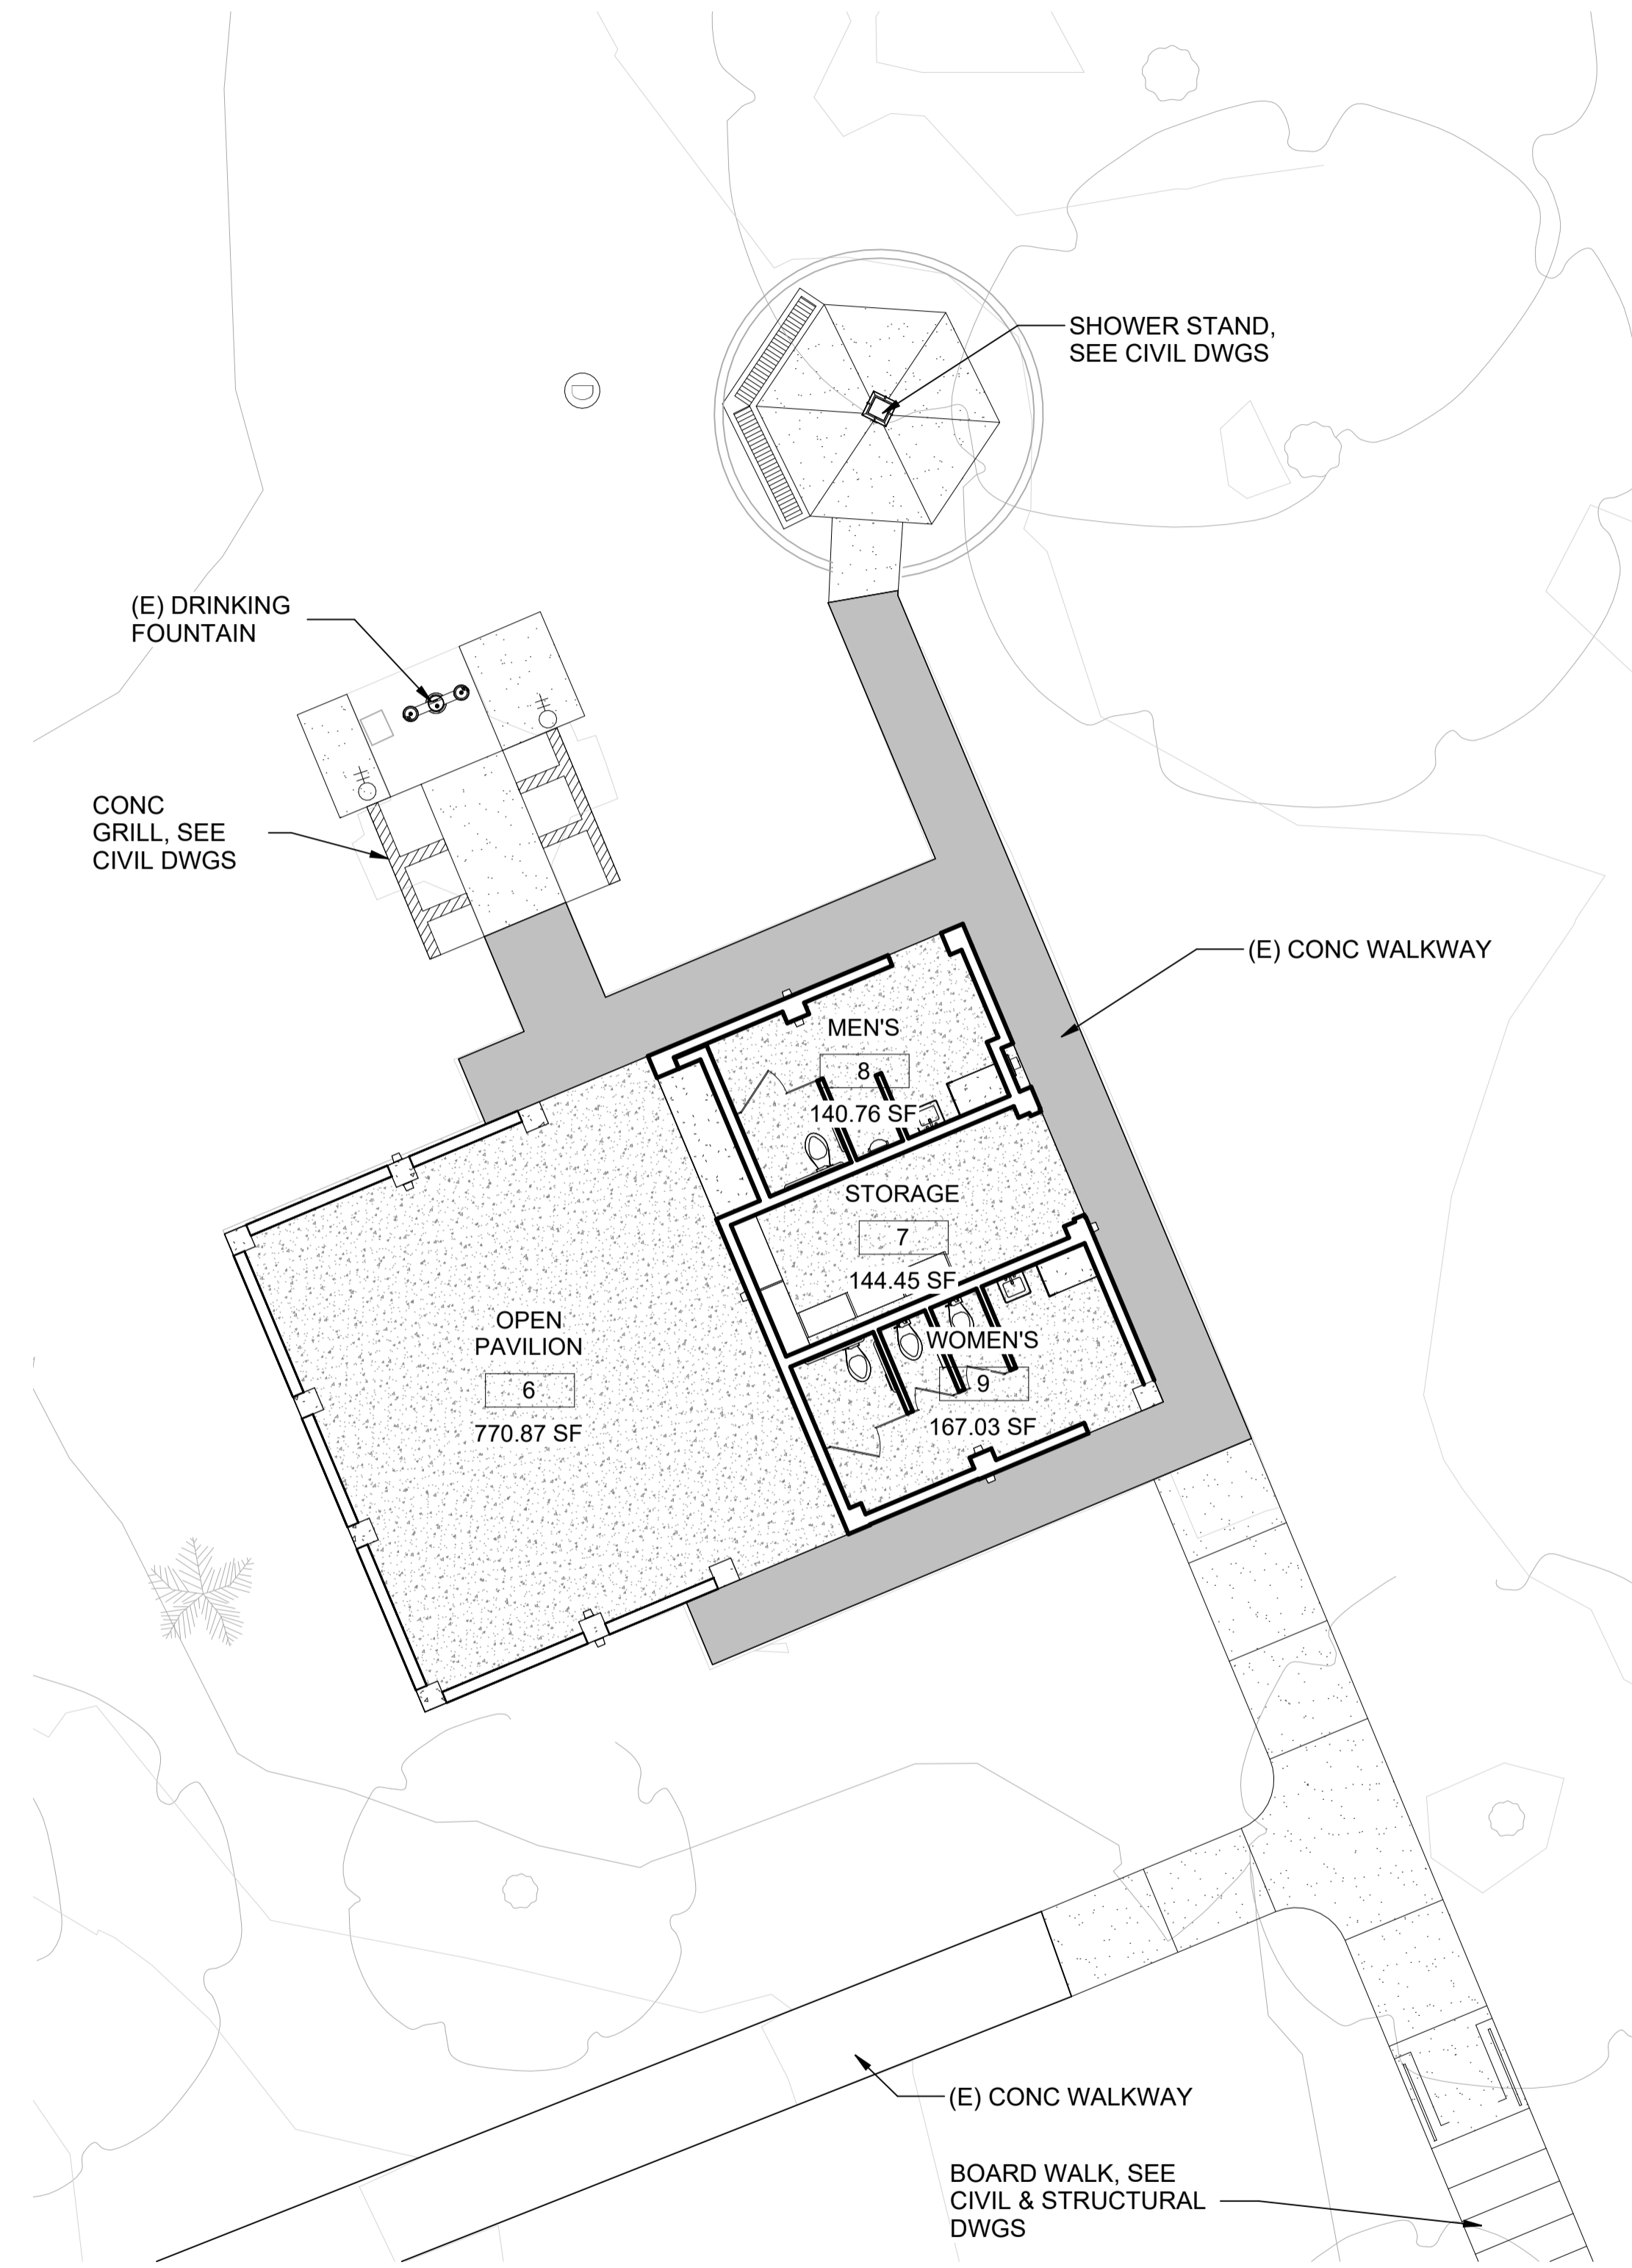 SHOWER STAND,
SEE CIVIL DWGS
(E) DRINKING
FOUNTAIN
CONC
GRILL, SEE
CIVIL DWGS
(E) CONC WALKWAY
MEN'S
8
140.76 SF
STORAGE
7
144.45 SF
OPEN
PAVILION
6
770.87 SF
WOMEN'S
9
167.03 SF
(E) CONC WALKWAY
BOARD WALK, SEE
CIVIL & STRUCTURAL
DWGS